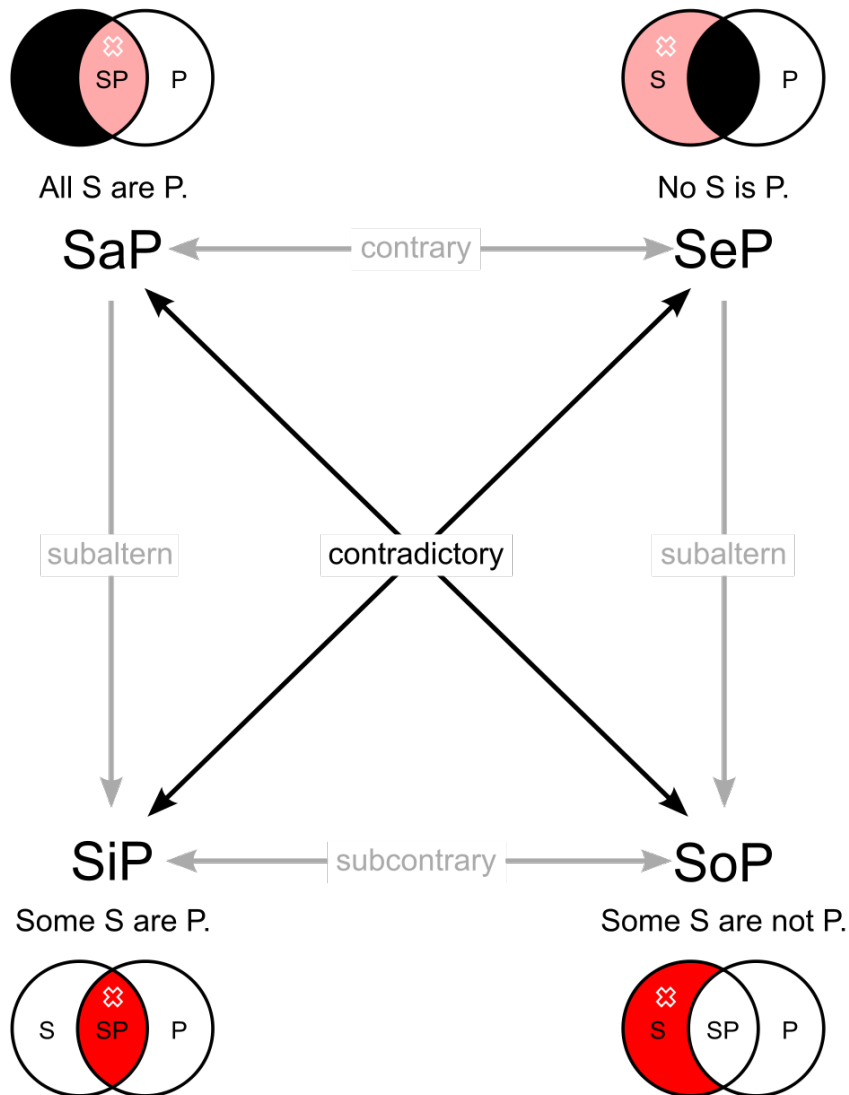 SP P
S P
All S are P.
No S is P.
SaP
contrary
SeP
subaltern
contradictory
subaltern
SiP
subcontrary
SoP
Some S are P.
Some S are not P.
S SP P
S SP P